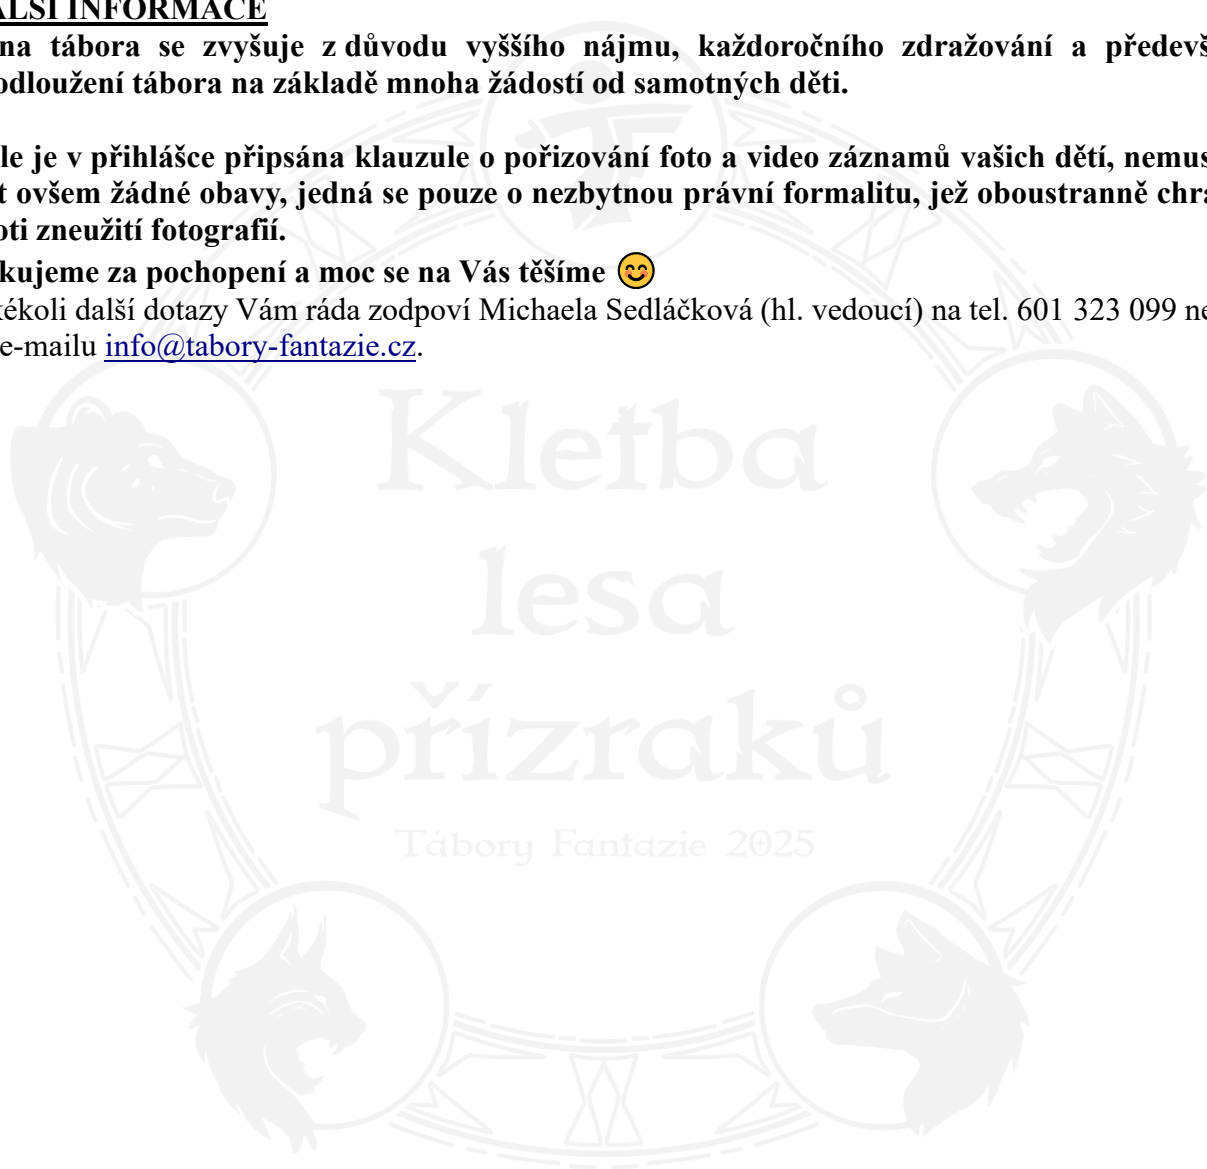 ALŠÍ INFORMACE
na tábora se zvyšuje z důvodu vyššího nájmu, každoročního zdražování a předevš
odloužení tábora na základě mnoha žádostí od samotných děti.
le je v přihlášce připsána klauzule o pořizování foto a video záznamů vašich dětí, nemus
t ovšem žádné obavy, jedná se pouze o nezbytnou právní formalitu, jež oboustranně chra
oti zneužití fotografií.
kujeme za pochopení a moc se na Vás těšíme 😊
kékoli další dotazy Vám ráda zodpoví Michaela Sedláčková (hl. vedoucí) na tel. 601 323 099 ne
e-mailu info@tabory-fantazie.cz.
Kletba
lesa
přízraků
Tábory Fantazie 2025